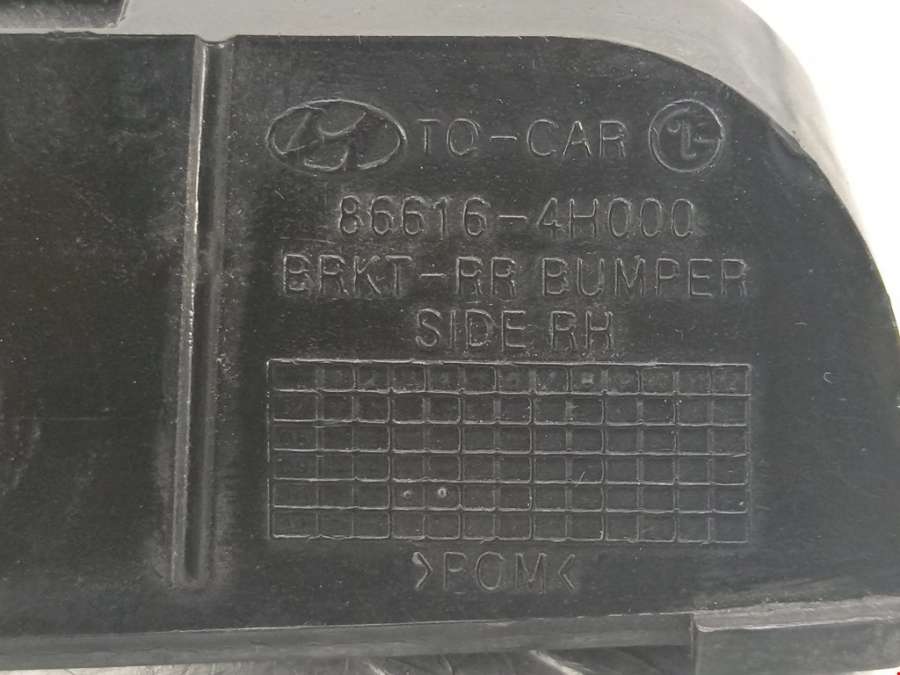 TO-CAR
86616-4H000
BRKT-RR BUMPER
SIDE RH
>POM<